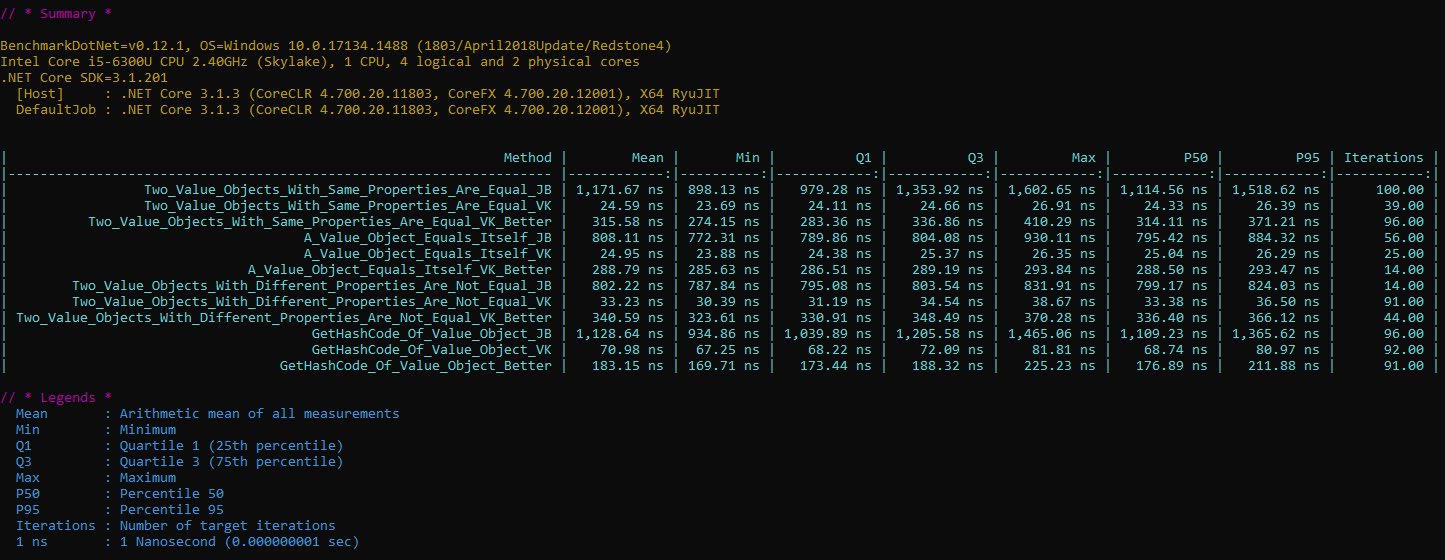 // * Summary *
BenchmarkDotNet=v0.12.1, OS=Windows 10.0.17134.1488 (1803/April2018Update/Redstone4)
Intel Core i5-6300U CPU 2.40GHz (Skylake), 1 CPU, 4 logical and 2 physical cores
.NET Core SDK=3.1.201
  [Host]     : .NET Core 3.1.3 (CoreCLR 4.700.20.11803, CoreFX 4.700.20.12001), X64 RyuJIT
  DefaultJob : .NET Core 3.1.3 (CoreCLR 4.700.20.11803, CoreFX 4.700.20.12001), X64 RyuJIT
| Method | Mean | Min | Q1 | Q3 | Max | P50 | P95 | Iterations |
|-------------------------------------------------------------------- |------------:|----------:|------------:|------------:|------------:|------------:|------------:|-----------:|
| Two_Value_Objects_With_Same_Properties_Are_Equal_JB | 1,171.67 ns | 898.13 ns | 979.28 ns | 1,353.92 ns | 1,602.65 ns | 1,114.56 ns | 1,518.62 ns | 100.00 |
| Two_Value_Objects_With_Same_Properties_Are_Equal_VK | 24.59 ns | 23.69 ns | 24.11 ns | 24.66 ns | 26.91 ns | 24.33 ns | 26.39 ns | 39.00 |
| Two_Value_Objects_With_Same_Properties_Are_Equal_VK_Better | 315.58 ns | 274.15 ns | 283.36 ns | 336.86 ns | 410.29 ns | 314.11 ns | 371.21 ns | 96.00 |
| A_Value_Object_Equals_Itself_JB | 808.11 ns | 772.31 ns | 789.86 ns | 804.08 ns | 930.11 ns | 795.42 ns | 884.32 ns | 56.00 |
| A_Value_Object_Equals_Itself_VK | 24.95 ns | 23.88 ns | 24.38 ns | 25.37 ns | 26.35 ns | 25.04 ns | 26.29 ns | 25.00 |
| A_Value_Object_Equals_Itself_VK_Better | 288.79 ns | 285.63 ns | 286.51 ns | 289.19 ns | 293.84 ns | 288.50 ns | 293.47 ns | 14.00 |
| Two_Value_Objects_With_Different_Properties_Are_Not_Equal_JB | 802.22 ns | 787.84 ns | 795.08 ns | 803.54 ns | 831.91 ns | 799.17 ns | 824.03 ns | 14.00 |
| Two_Value_Objects_With_Different_Properties_Are_Not_Equal_VK | 33.23 ns | 30.39 ns | 31.19 ns | 34.54 ns | 38.67 ns | 33.38 ns | 36.50 ns | 91.00 |
| Two_Value_Objects_With_Different_Properties_Are_Not_Equal_VK_Better | 340.59 ns | 323.61 ns | 330.91 ns | 348.49 ns | 370.28 ns | 336.40 ns | 366.12 ns | 44.00 |
| GetHashCode_Of_Value_Object_JB | 1,128.64 ns | 934.86 ns | 1,039.89 ns | 1,205.58 ns | 1,465.06 ns | 1,109.23 ns | 1,365.62 ns | 96.00 |
| GetHashCode_Of_Value_Object_VK | 70.98 ns | 67.25 ns | 68.22 ns | 72.09 ns | 81.81 ns | 68.74 ns | 80.97 ns | 92.00 |
| GetHashCode_Of_Value_Object_Better | 183.15 ns | 169.71 ns | 173.44 ns | 188.32 ns | 225.23 ns | 176.89 ns | 211.88 ns | 91.00 |
// * Legends *
  Mean       : Arithmetic mean of all measurements
  Min        : Minimum
  Q1         : Quartile 1 (25th percentile)
  Q3         : Quartile 3 (75th percentile)
  Max        : Maximum
  P50        : Percentile 50
  P95        : Percentile 95
  Iterations : Number of target iterations
  1 ns       : 1 Nanosecond (0.000000001 sec)